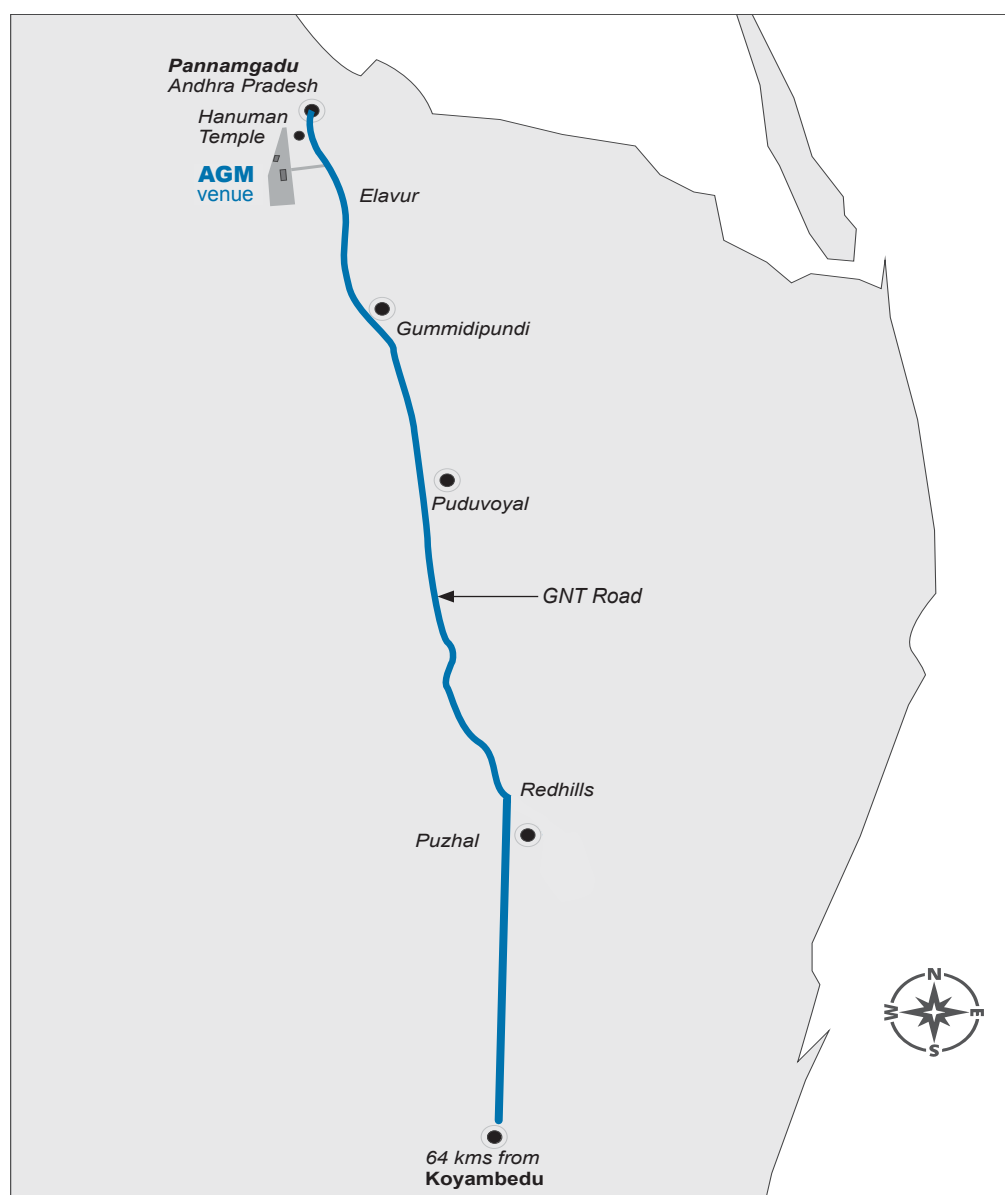 Pannamgadu
Andhra Pradesh
Hanuman
Temple
AGM
venue
Elavur
Gummidipundi
Puduvoyal
GNT Road
Redhills
Puzhal
N
W
E
S
64 kms from
Koyambedu